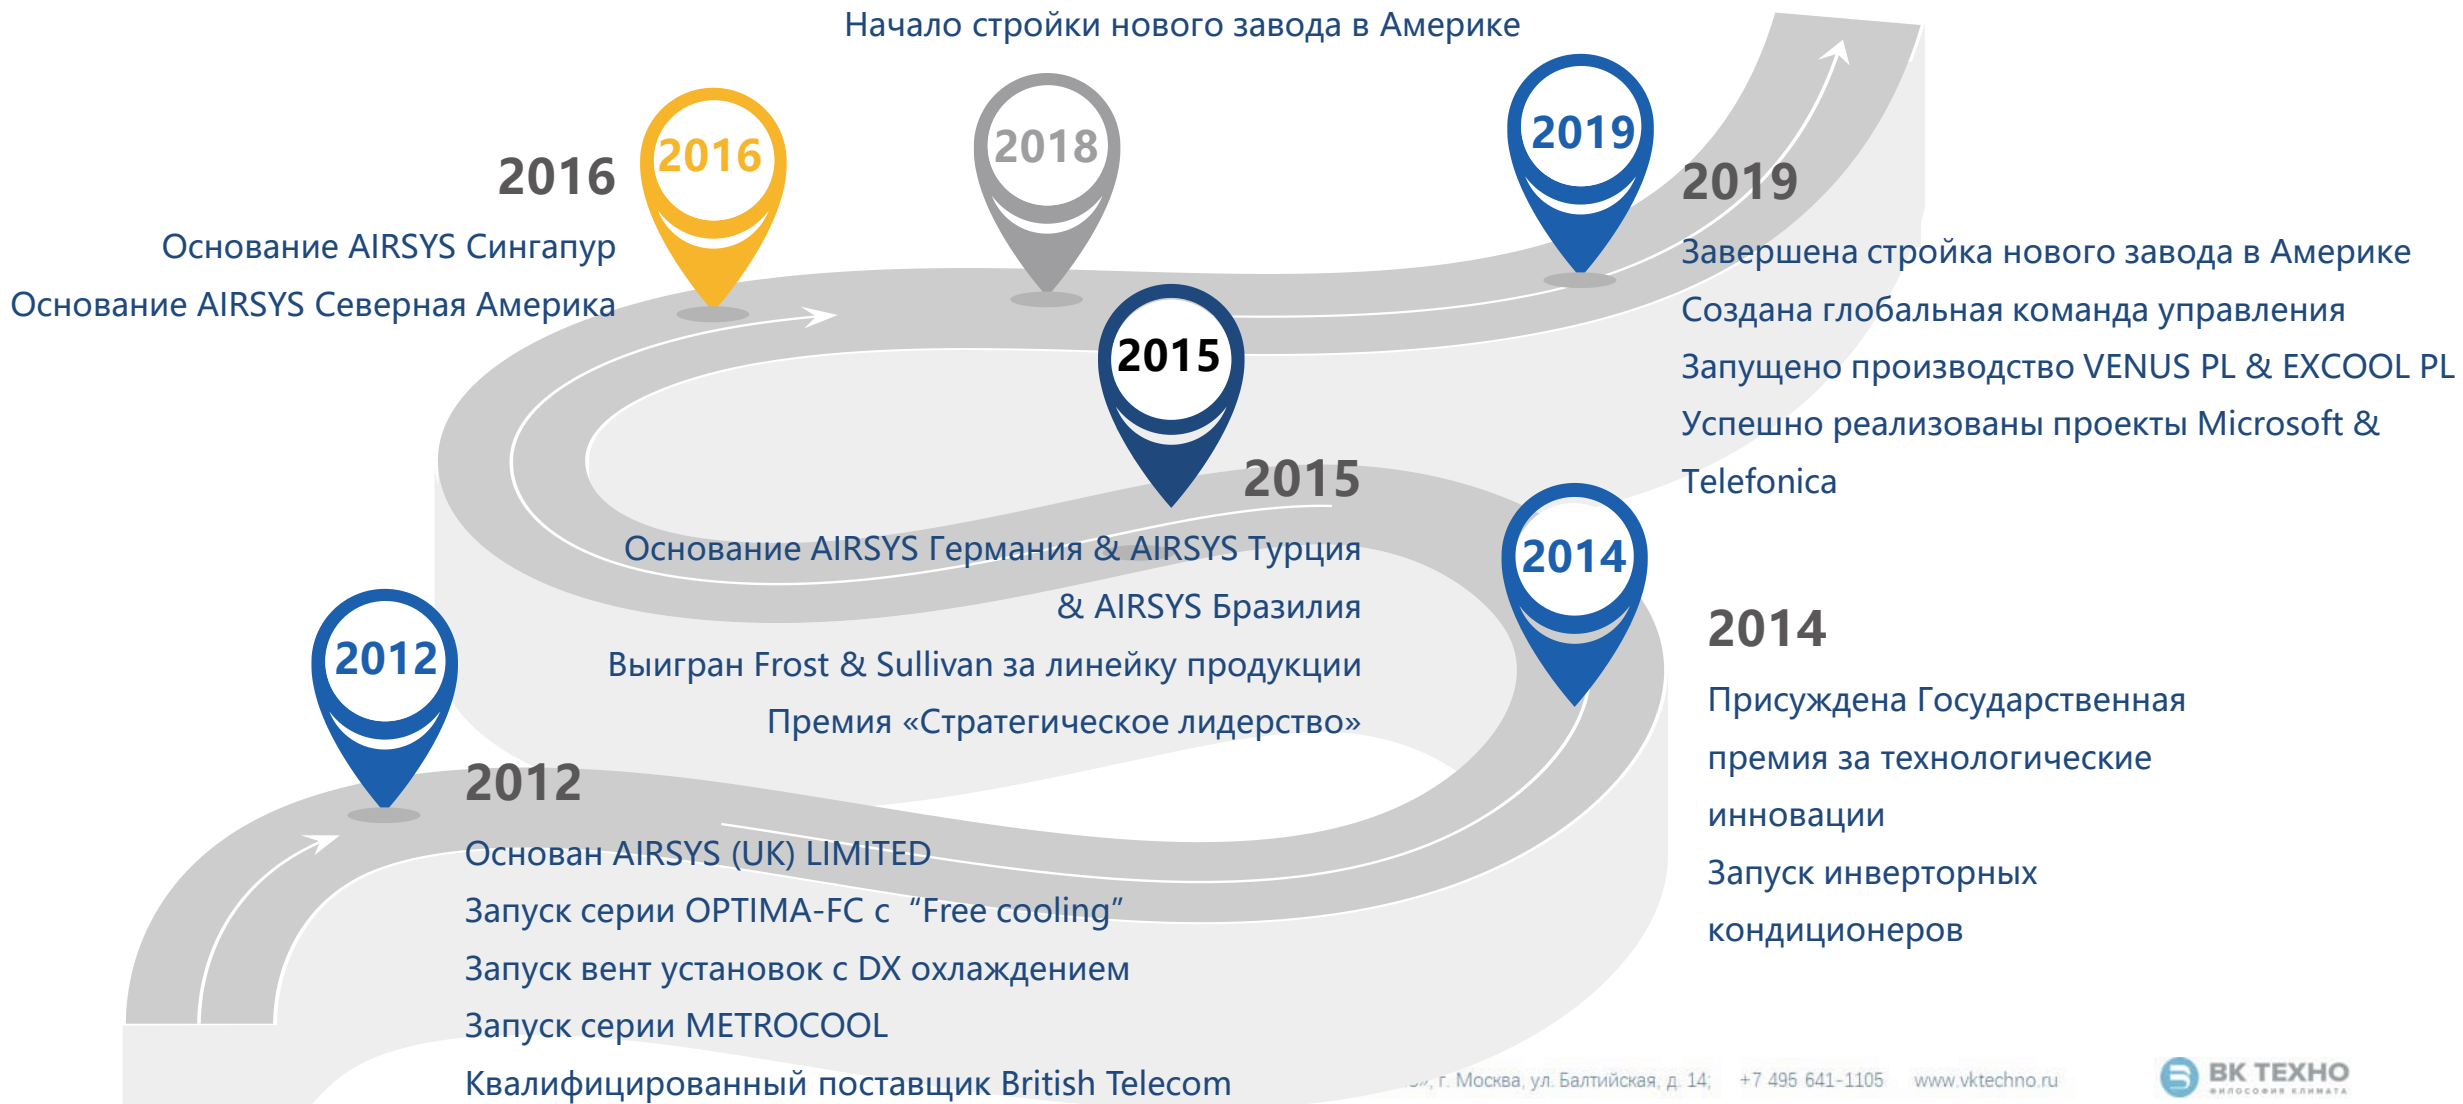 Начало стройки нового завода в Америке
2016
2018
2019
2016
Основание AIRSYS Сингапур
Основание AIRSYS Северная Америка
2019
Завершена стройка нового завода в Америке
Создана глобальная команда управления
Запущено производство VENUS PL & EXCOOL PL
Успешно реализованы проекты Microsoft &
Telefonica
2015
2015
Основание AIRSYS Германия & AIRSYS Турция
& AIRSYS Бразилия
Выигран Frost & Sullivan за линейку продукции
Премия «Стратегическое лидерство»
2014
2014
Присуждена Государственная
премия за технологические
инновации
Запуск инверторных
кондиционеров
2012
2012
Основан AIRSYS (UK) LIMITED
Запуск серии OPTIMA-FC с “Free cooling”
Запуск вент установок с DX охлаждением
Запуск серии METROCOOL
Квалифицированный поставщик British Telecom
г. Москва, ул. Балтийская, д. 14; +7 495 641-1105 www.vktechno.ru
ВК ТЕХНО
ФИЛОСОФИЯ КЛИМАТА